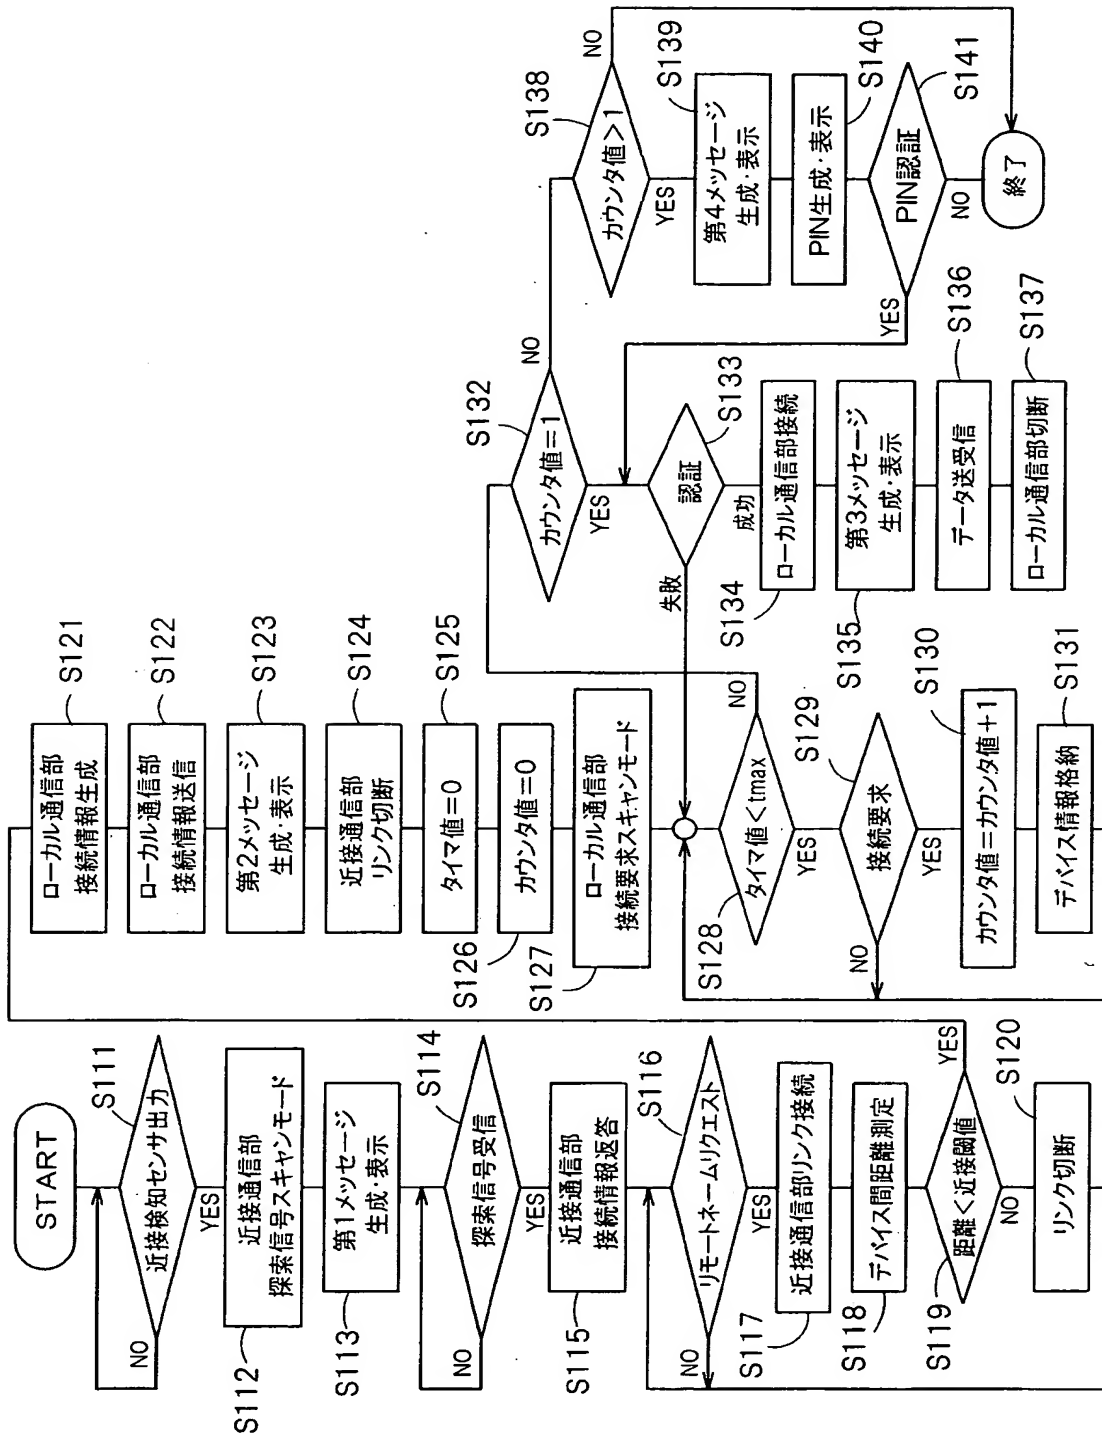 START
近接検知センサ出力
S111
NO
YES
近接通信部
探索信号スキャンモード
S112
第1メッセージ
生成・表示
S113
探索信号受信
S114
NO
YES
近接通信部
接続情報返答
S115
リモートネームリクエスト
S116
NO
YES
近接通信部リンク接続
S117
デバイス間距離測定
S118
距離<近接閾値
S119
YES
NO
リンク切断
S120
ローカル通信部
接続情報生成
S121
ローカル通信部
接続情報送信
S122
第2メッセージ
生成・表示
S123
近接通信部
リンク切断
S124
タイマ値=0
S125
カウンタ値=0
S126
ローカル通信部
接続要求スキャンモード
S127
タイマ値<tmax
S128
NO
YES
接続要求
S129
NO
YES
カウンタ値=カウンタ値+1
S130
デバイス情報格納
S131
カウンタ値=1
S132
NO
YES
認証
S133
失敗
成功
ローカル通信部接続
S134
第3メッセージ
生成・表示
S135
データ送受信
S136
ローカル通信部切断
S137
カウンタ値>1
S138
NO
YES
第4メッセージ
生成・表示
S139
PIN生成・表示
S140
PIN認証
S141
YES
NO
終了